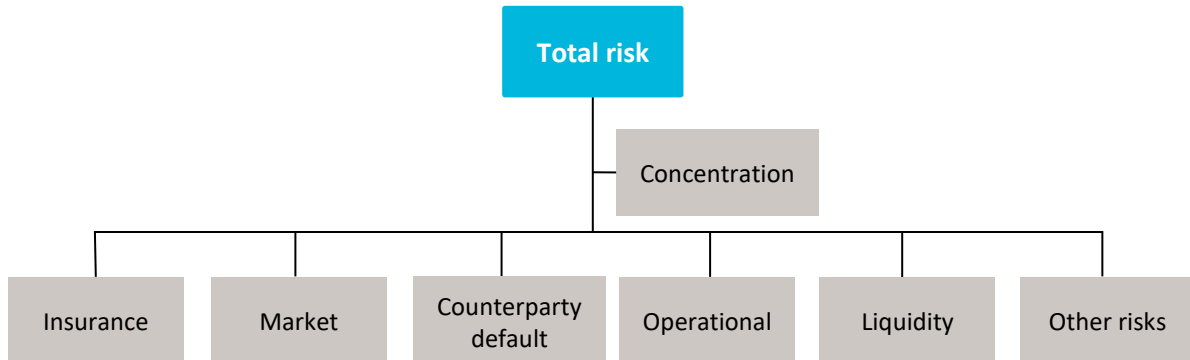 Total risk
Concentration
Insurance
Market
Counterparty
default
Operational
Liquidity
Other risks